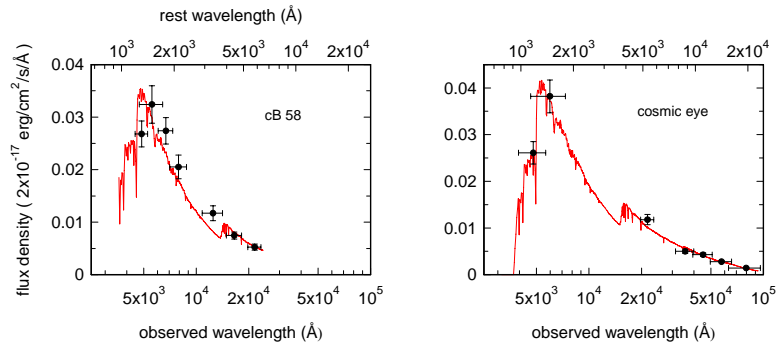 rest wavelength (Å)
10³ 2x10³ 4x10³ 10⁴ 2x10⁴
10³ 2x10³ 4x10³ 10⁴ 2x10⁴
0.04
0.03
0.02
0.01
0
flux density ( 2x10⁻¹⁷ erg/cm²/s/Å)
cB 58
5x10³ 10⁴ 2x10⁴ 5x10⁴ 10⁵
observed wavelength (Å)
0.04
0.03
0.02
0.01
0
cosmic eye
5x10³ 10⁴ 2x10⁴ 5x10⁴ 10⁵
observed wavelength (Å)